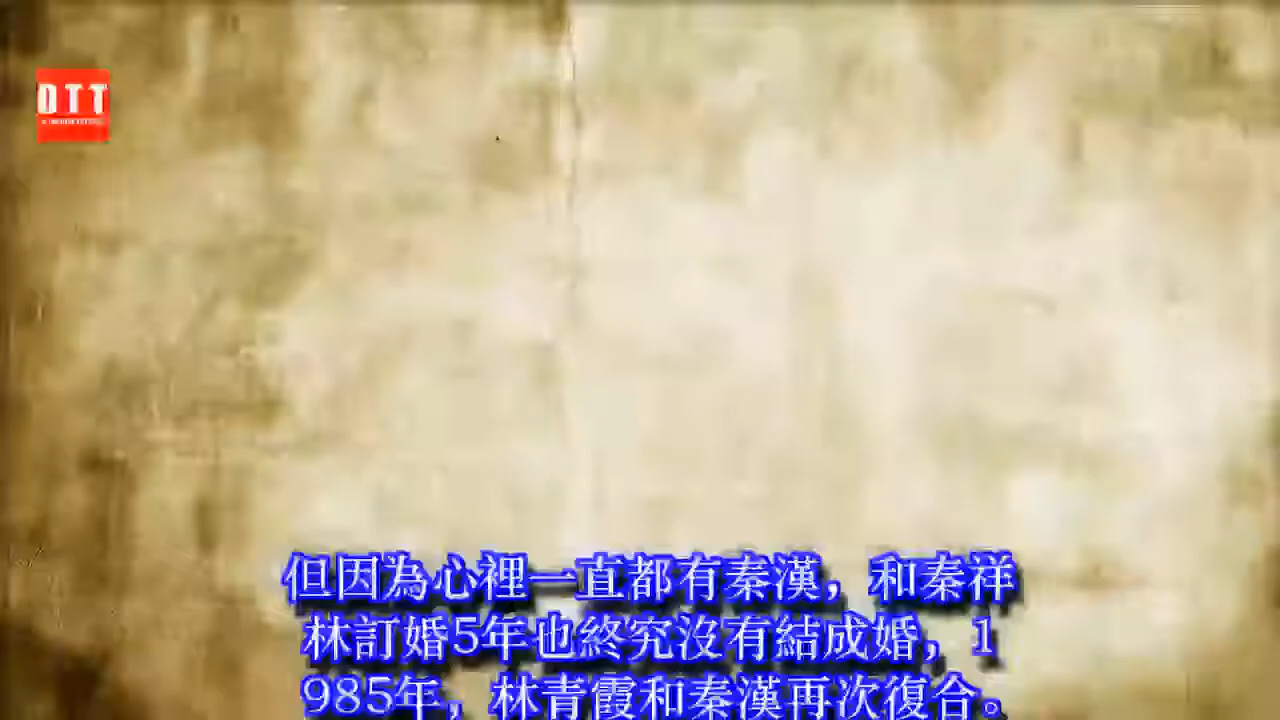 OTT
但因為心裡一直都有秦漢，和秦祥
林訂婚5年也終究沒有結成婚，1
985年，林青霞和秦漢再次復合。